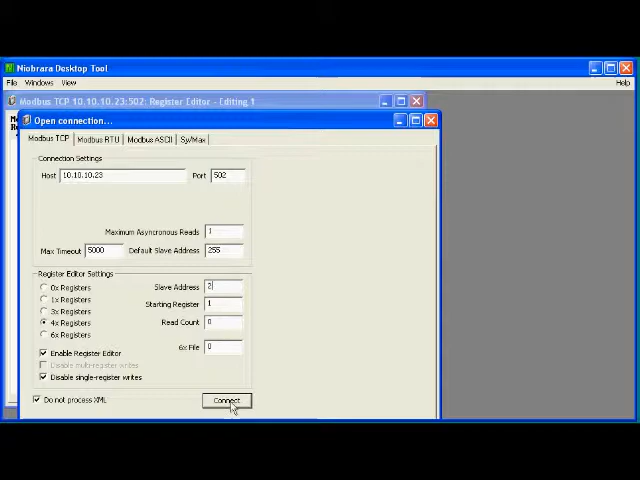 Niobrara Desktop Tool
File Windows View Help
Modbus TCP 10.10.10.23:502: Register Editor - Editing 1
Open connection...
Modbus TCP Modbus RTU Modbus ASCII Sy/Max
Connection Settings
Host 10.10.10.23 Port 502
Maximum Asyncronous Reads 1
Max Timeout 5000 Default Slave Address 255
Register Editor Settings
0x Registers Slave Address 2
1x Registers
3x Registers Starting Register 1
4x Registers Read Count 0
6x Registers
6x File 0
Enable Register Editor
Disable multi-register writes
Disable single-register writes
Do not process XML Connect